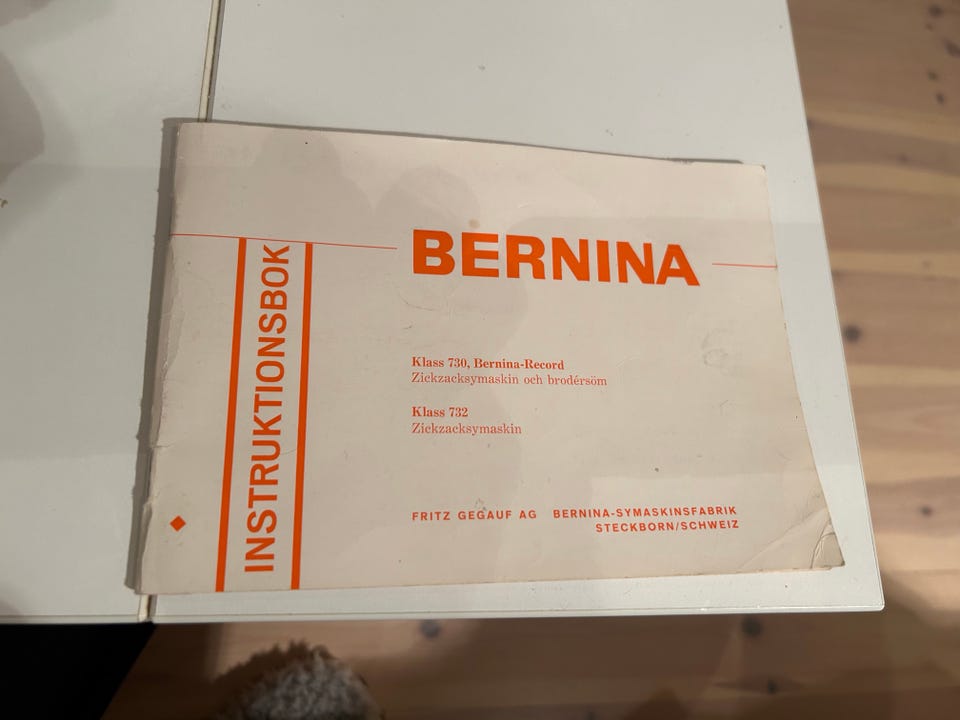 BERNINA
INSTRUKTIONSBOK
Klass 730, Bernina-Record
Zickzacksymaskin och brodérsöm
Klass 732
Zickzacksymaskin
FRITZ GEGAUF AG BERNINA-SYMASKINSFABRIK
STECKBORN/SCHWEIZ